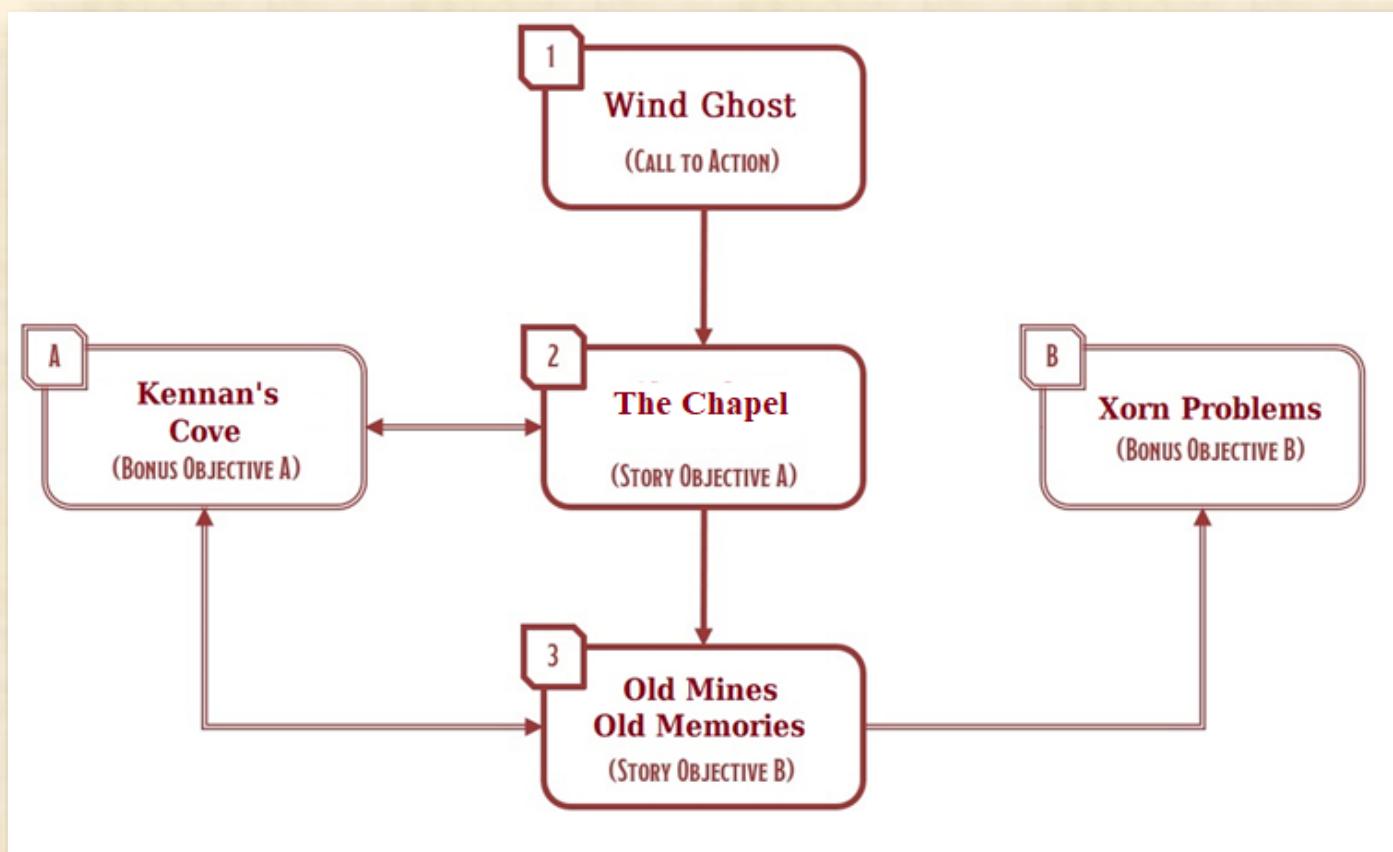 1
Wind Ghost
(CALL TO ACTION)
A
Kennan's
Cove
(BONUS OBJECTIVE A)
2
The Chapel
(STORY OBJECTIVE A)
B
Xorn Problems
(BONUS OBJECTIVE B)
3
Old Mines
Old Memories
(STORY OBJECTIVE B)